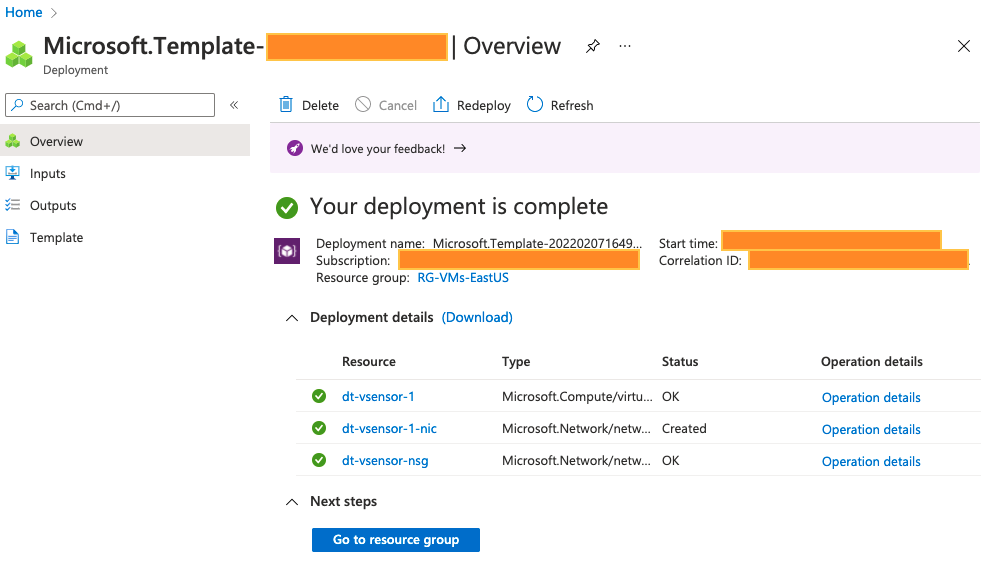 Home >
Microsoft.Template- | Overview
Deployment
Search (Cmd+/)
«
Overview
Inputs
Outputs
Template
Delete Cancel Redeploy Refresh
We'd love your feedback! →
Your deployment is complete
Deployment name: Microsoft.Template-202202071649... Start time:
Subscription: Correlation ID:
Resource group: RG-VMs-EastUS
Deployment details (Download)
Resource Type Status Operation details
dt-vsensor-1 Microsoft.Compute/virtu... OK Operation details
dt-vsensor-1-nic Microsoft.Network/netw... Created Operation details
dt-vsensor-nsg Microsoft.Network/netw... OK Operation details
Next steps
Go to resource group